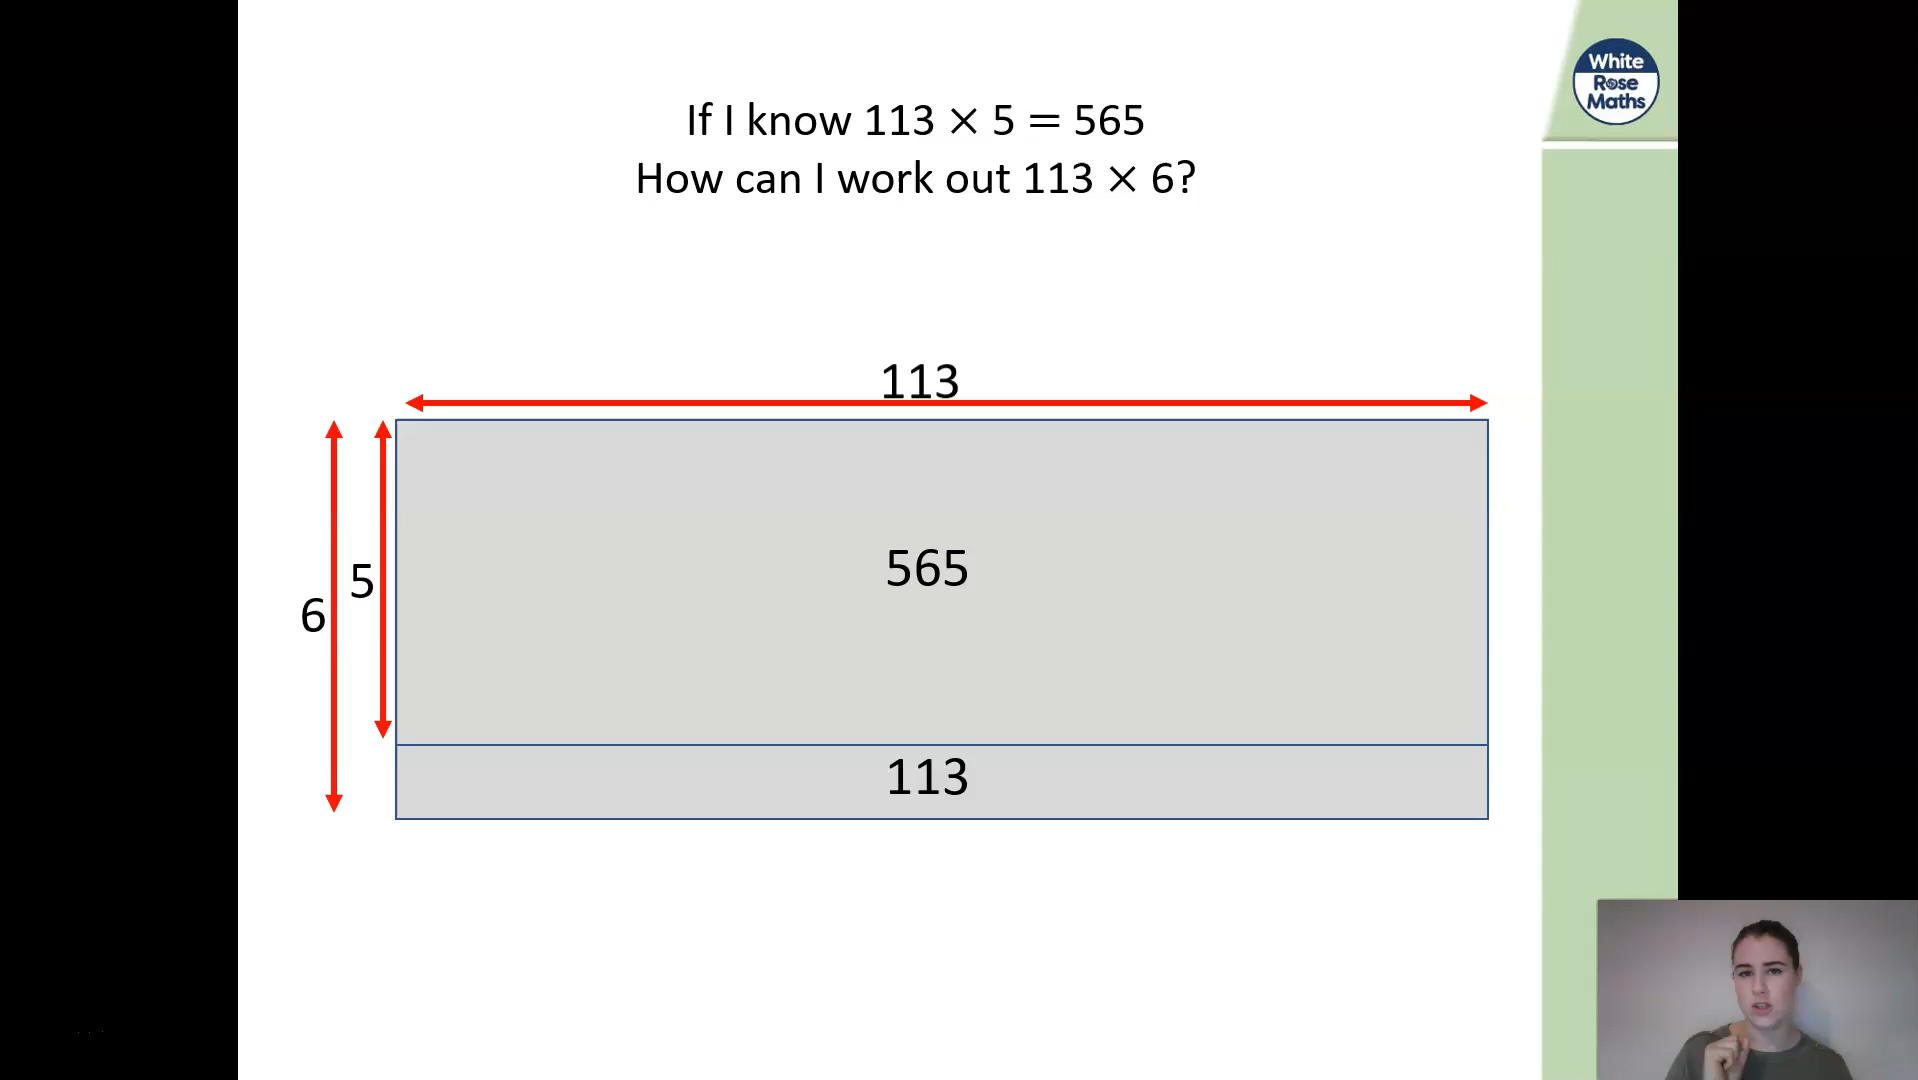 White
Rose
Maths
If I know 113 × 5 = 565
How can I work out 113 × 6?
113
565
5
6
113